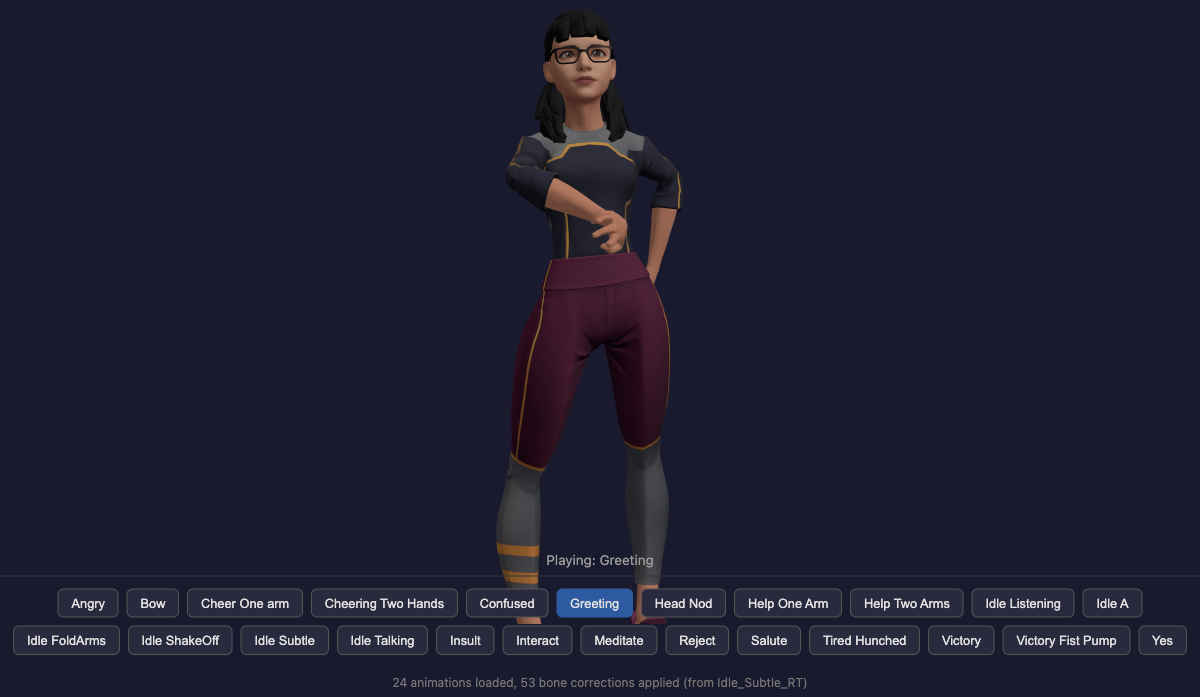 Playing: Greeting
Angry Bow Cheer One arm Cheering Two Hands Confused Greeting Head Nod Help One Arm Help Two Arms Idle Listening Idle A
Idle FoldArms Idle ShakeOff Idle Subtle Idle Talking Insult Interact Meditate Reject Salute Tired Hunched Victory Victory Fist Pump Yes
24 animations loaded, 53 bone corrections applied (from Idle_Subtle_RT)